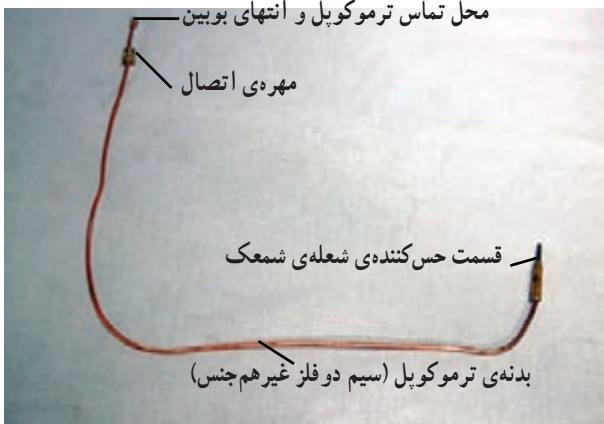 محل تماس ترموکوپل و انتهای بوبین
مهره‌ی اتصال
قسمت حس‌کننده‌ی شعله‌ی شمعک
بدنه‌ی ترموکوپل (سیم دو فلز غیرهم‌جنس)